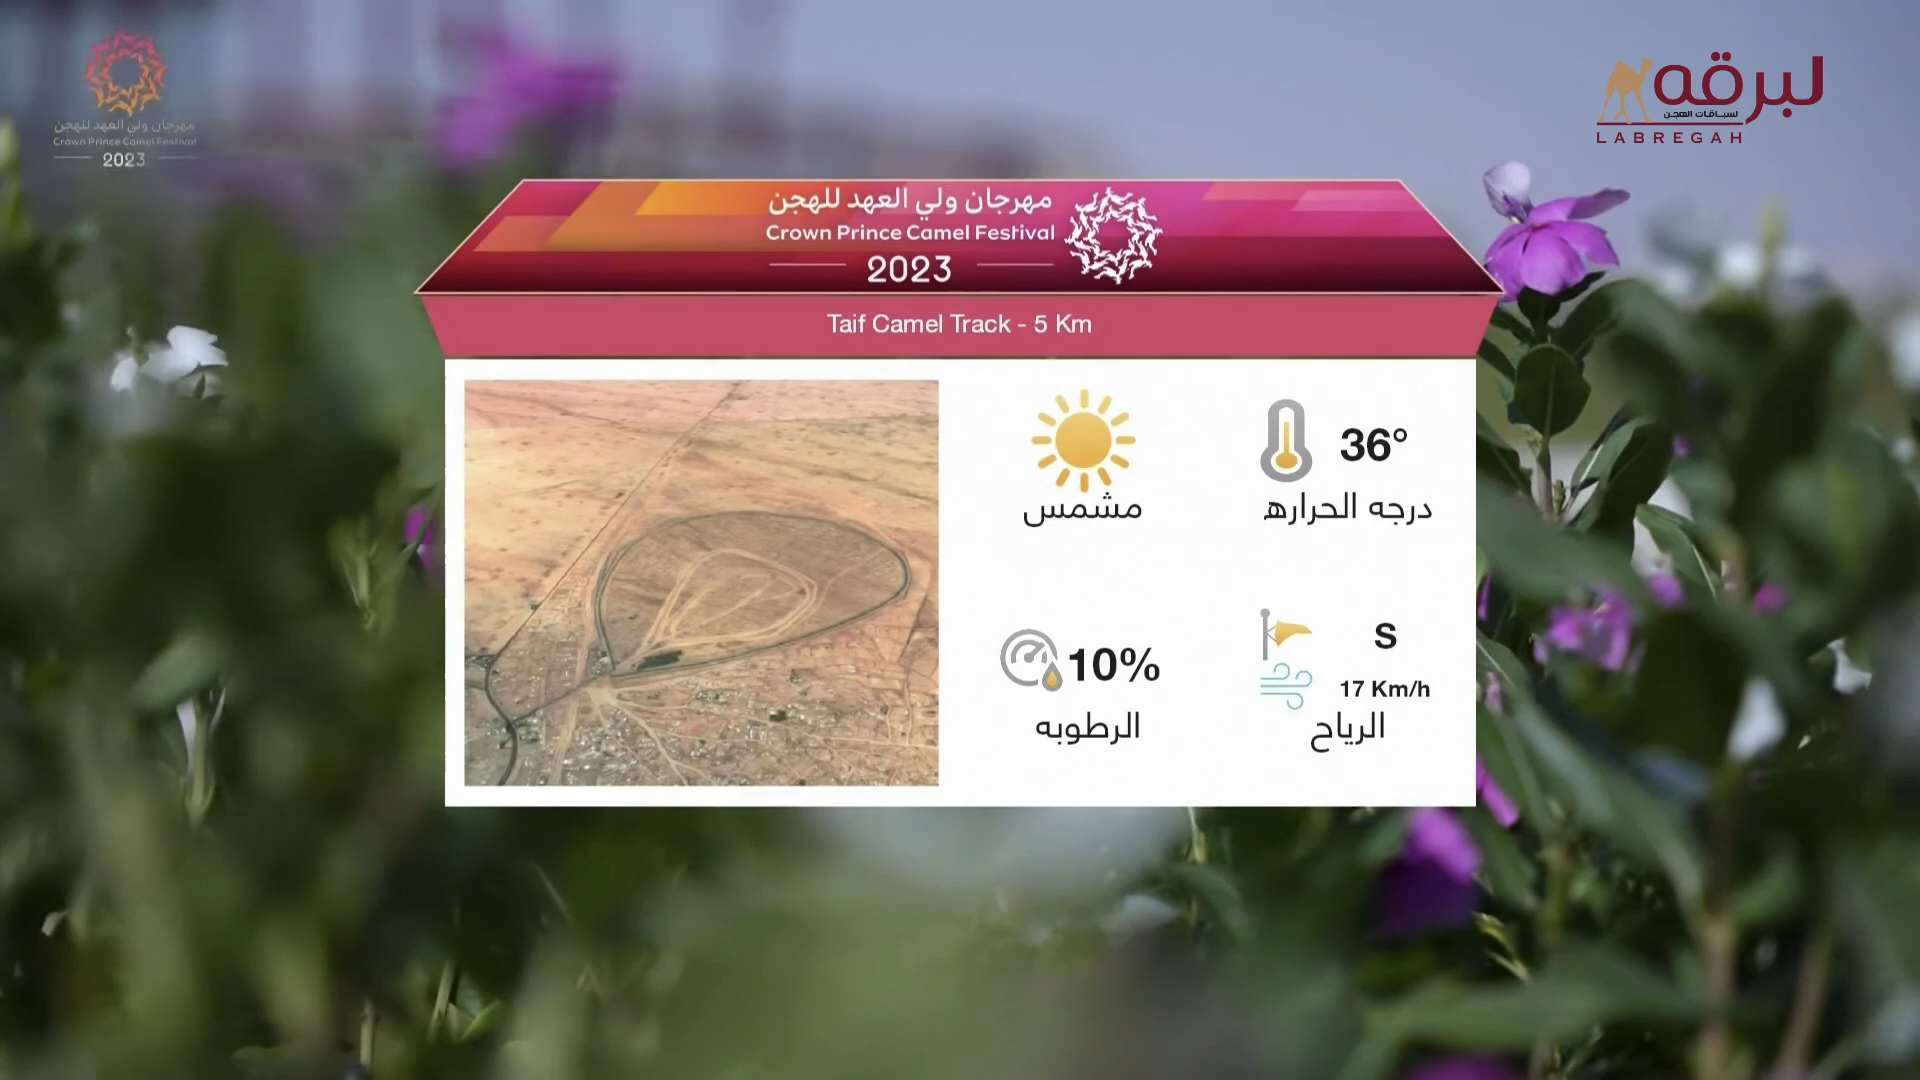 مهرجان ولي العهد للهجن
Crown Prince Camel Festival
2023
لبرقه
لسباقات الهجن
LABREGAH
مهرجان ولي العهد للهجن
Crown Prince Camel Festival
2023
Taif Camel Track - 5 Km
مشمس
36°
درجه الحراره
10%
الرطوبه
S
17 Km/h
الرياح